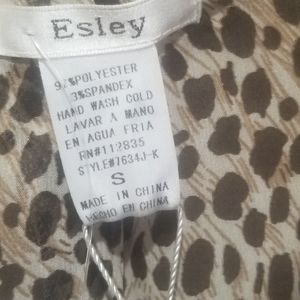 Esley
97%POLYESTER
3%SPANDEX
HAND WASH COLD
LAVAR A MANO
EN AGUA FRIA
RN#112835
STYLE#7634J-K
S
MADE IN CHINA
HECHO EN CHINA